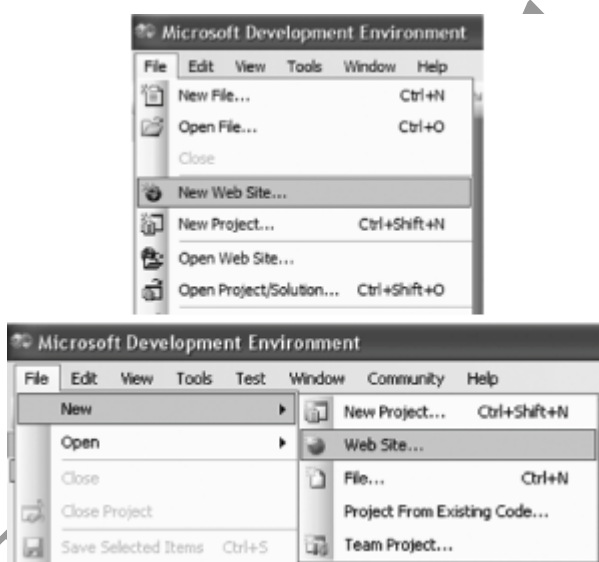 Microsoft Development Environment
File Edit View Tools Window Help
New File... Ctrl+N
Open File... Ctrl+O
Close
New Web Site...
New Project... Ctrl+Shift+N
Open Web Site...
Open Project/Solution... Ctrl+Shift+O
Microsoft Development Environment
File Edit View Tools Test Window Community Help
New
Open
Close
Close Project
Save Selected Items Ctrl+S
New Project... Ctrl+Shift+N
Web Site...
File... Ctrl+N
Project From Existing Code...
Team Project...